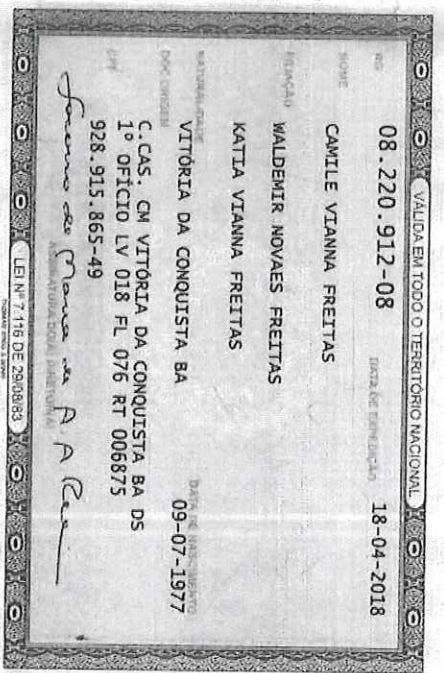 VÁLIDA EM TODO O TERRITÓRIO NACIONAL
RG 08.220.912-08 DATA DE EXPEDIÇÃO 18-04-2018
NOME
CAMILE VIANNA FREITAS
FILIAÇÃO
WALDEMIR NOVAES FREITAS
KATIA VIANNA FREITAS
NATURALIDADE DATA DE NASCIMENTO
VITÓRIA DA CONQUISTA BA 09-07-1977
DOC ORIGEM
C.CAS. CM VITÓRIA DA CONQUISTA BA DS
1º OFÍCIO LV 018 FL 076 RT 006875
CPF 928.915.865-49
ASSINATURA DO(A) DIRETOR(A)
LEI Nº 7.116 DE 29/08/83